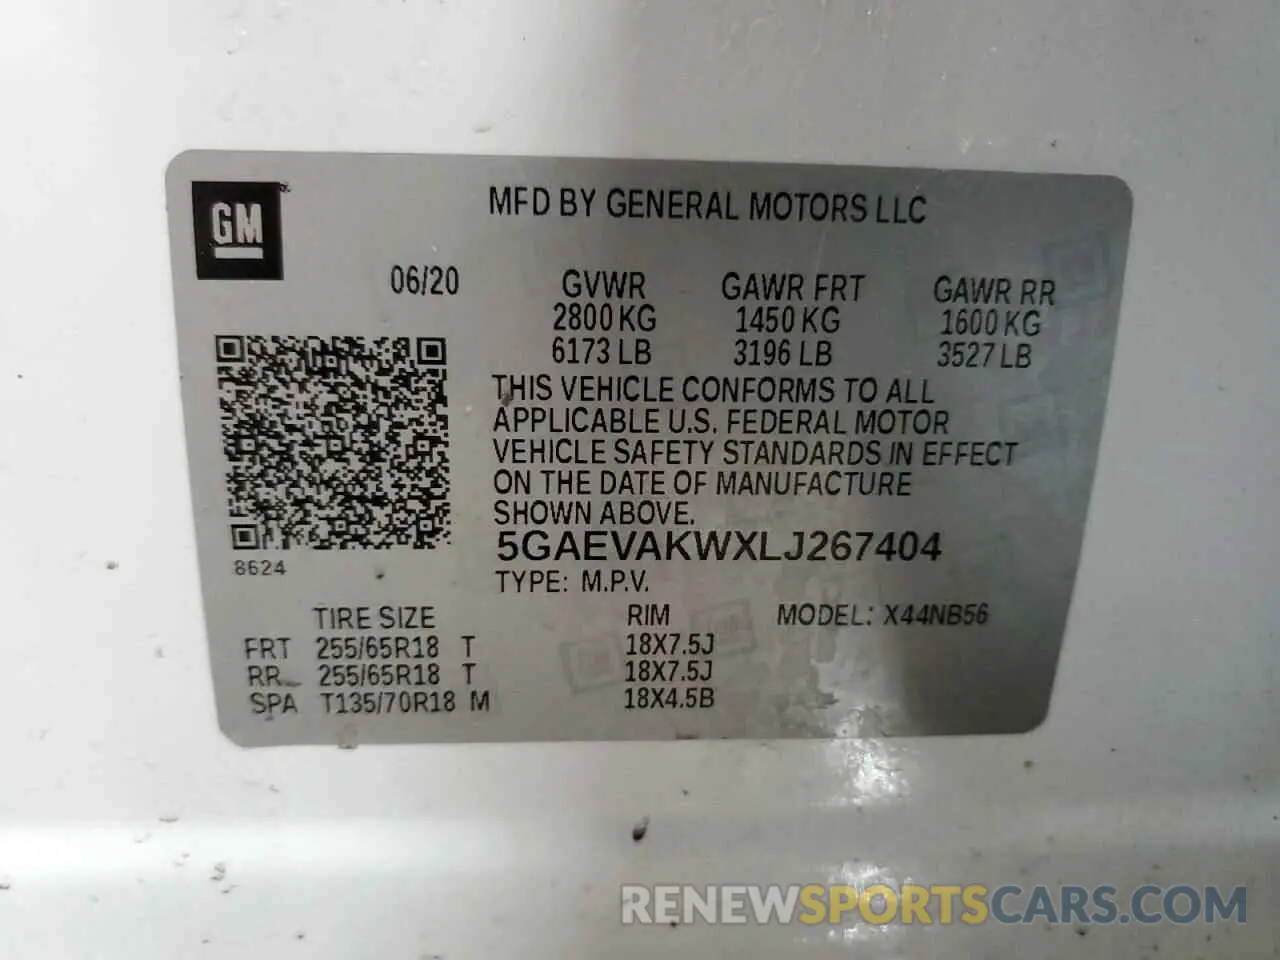 GM
MFD BY GENERAL MOTORS LLC
06/20
GVWR GAWR FRT GAWR RR
2800 KG 1450 KG 1600 KG
6173 LB 3196 LB 3527 LB
THIS VEHICLE CONFORMS TO ALL
APPLICABLE U.S. FEDERAL MOTOR
VEHICLE SAFETY STANDARDS IN EFFECT
ON THE DATE OF MANUFACTURE
SHOWN ABOVE.
5GAEVAKWXLJ267404
8624
TYPE: M.P.V.
TIRE SIZE RIM MODEL: X44NB56
FRT 255/65R18 T 18X7.5J
RR 255/65R18 T 18X7.5J
SPA T135/70R18 M 18X4.5B
RENEWSPORTSCARS.COM